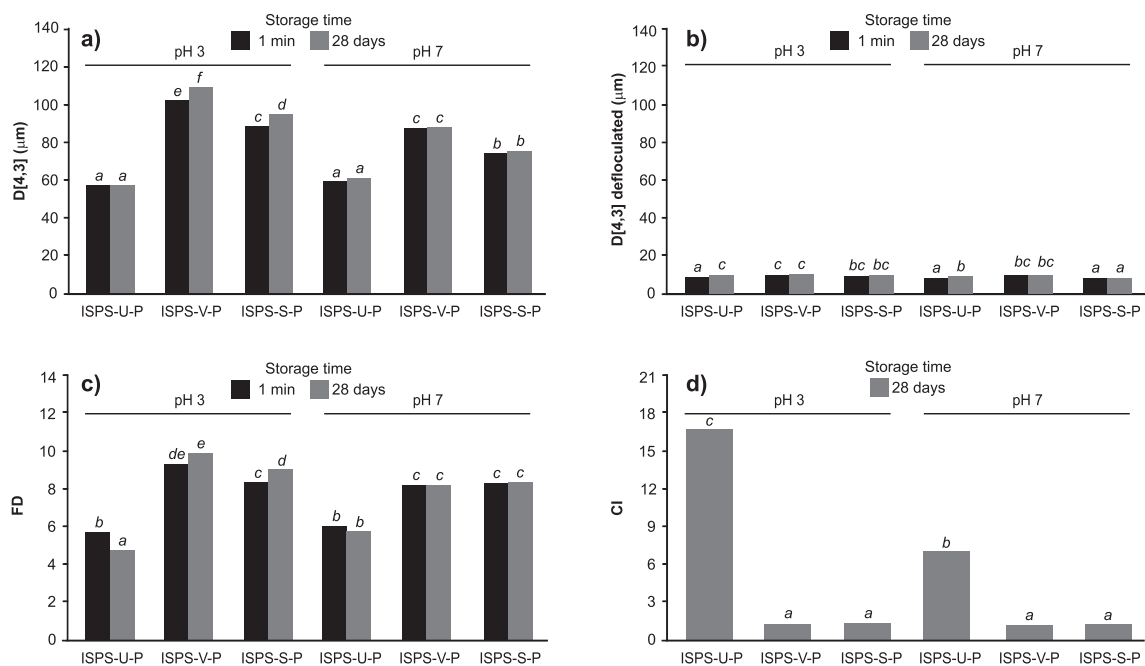 Storage time
a)
1 min 28 days
pH 3 pH 7
D[4,3] (μm)
140
120
100
80
60
40
20
0
a a e f c d a a c c b b
ISPS-U-P ISPS-V-P ISPS-S-P ISPS-U-P ISPS-V-P ISPS-S-P
Storage time
b)
1 min 28 days
pH 3 pH 7
D[4,3] deflocculated (μm)
140
120
100
80
60
40
20
0
a c c c bc bc a b bc bc a a
ISPS-U-P ISPS-V-P ISPS-S-P ISPS-U-P ISPS-V-P ISPS-S-P
Storage time
c)
1 min 28 days
pH 3 pH 7
FD
14
12
10
8
6
4
2
0
b a de e c d b b c c c c
ISPS-U-P ISPS-V-P ISPS-S-P ISPS-U-P ISPS-V-P ISPS-S-P
Storage time
d)
28 days
pH 3 pH 7
CI
21
18
15
12
9
6
3
0
c a a b a a
ISPS-U-P ISPS-V-P ISPS-S-P ISPS-U-P ISPS-V-P ISPS-S-P